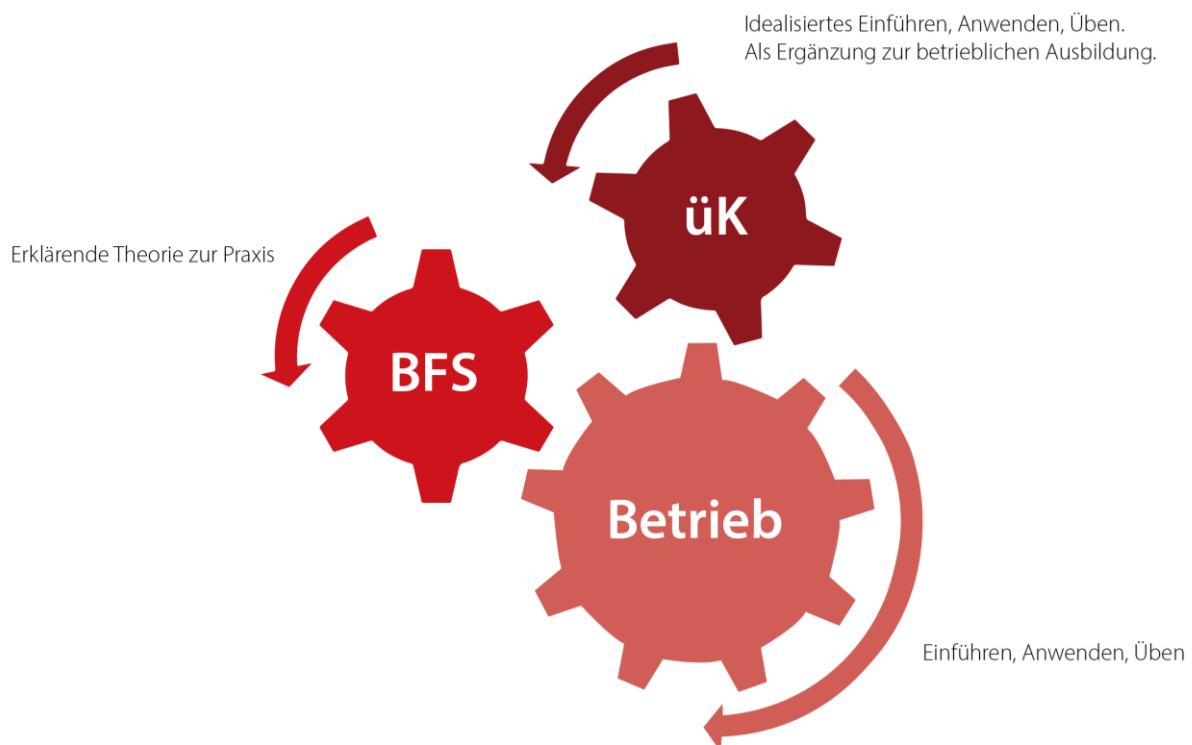 Idealisiertes Einführen, Anwenden, Üben.
Als Ergänzung zur betrieblichen Ausbildung.
üK
Erklärende Theorie zur Praxis
BFS
Betrieb
Einführen, Anwenden, Üben